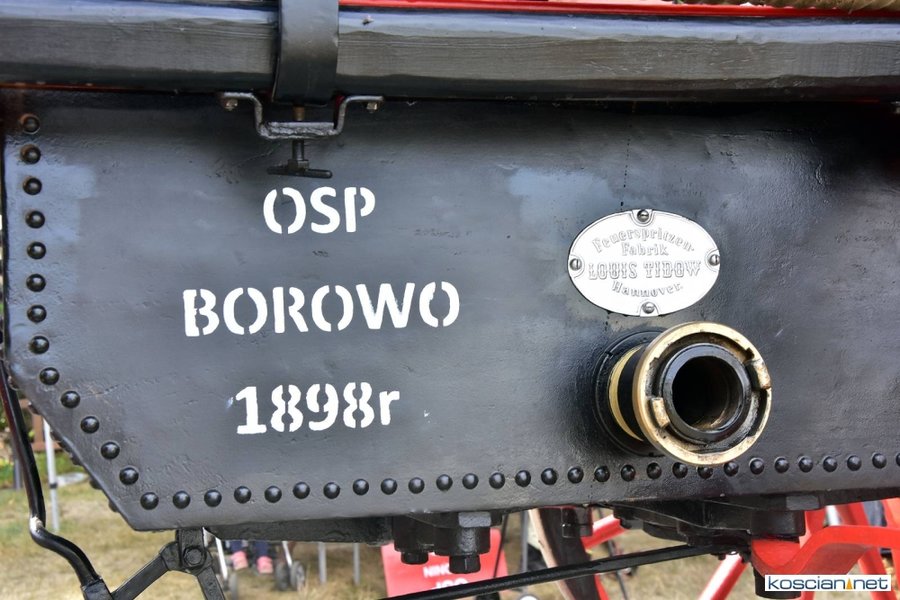 OSP
BOROWO
1898r
Feuerspritzen-
Fabrik
LOUIS TIDOW
Hannover.
koscian.net